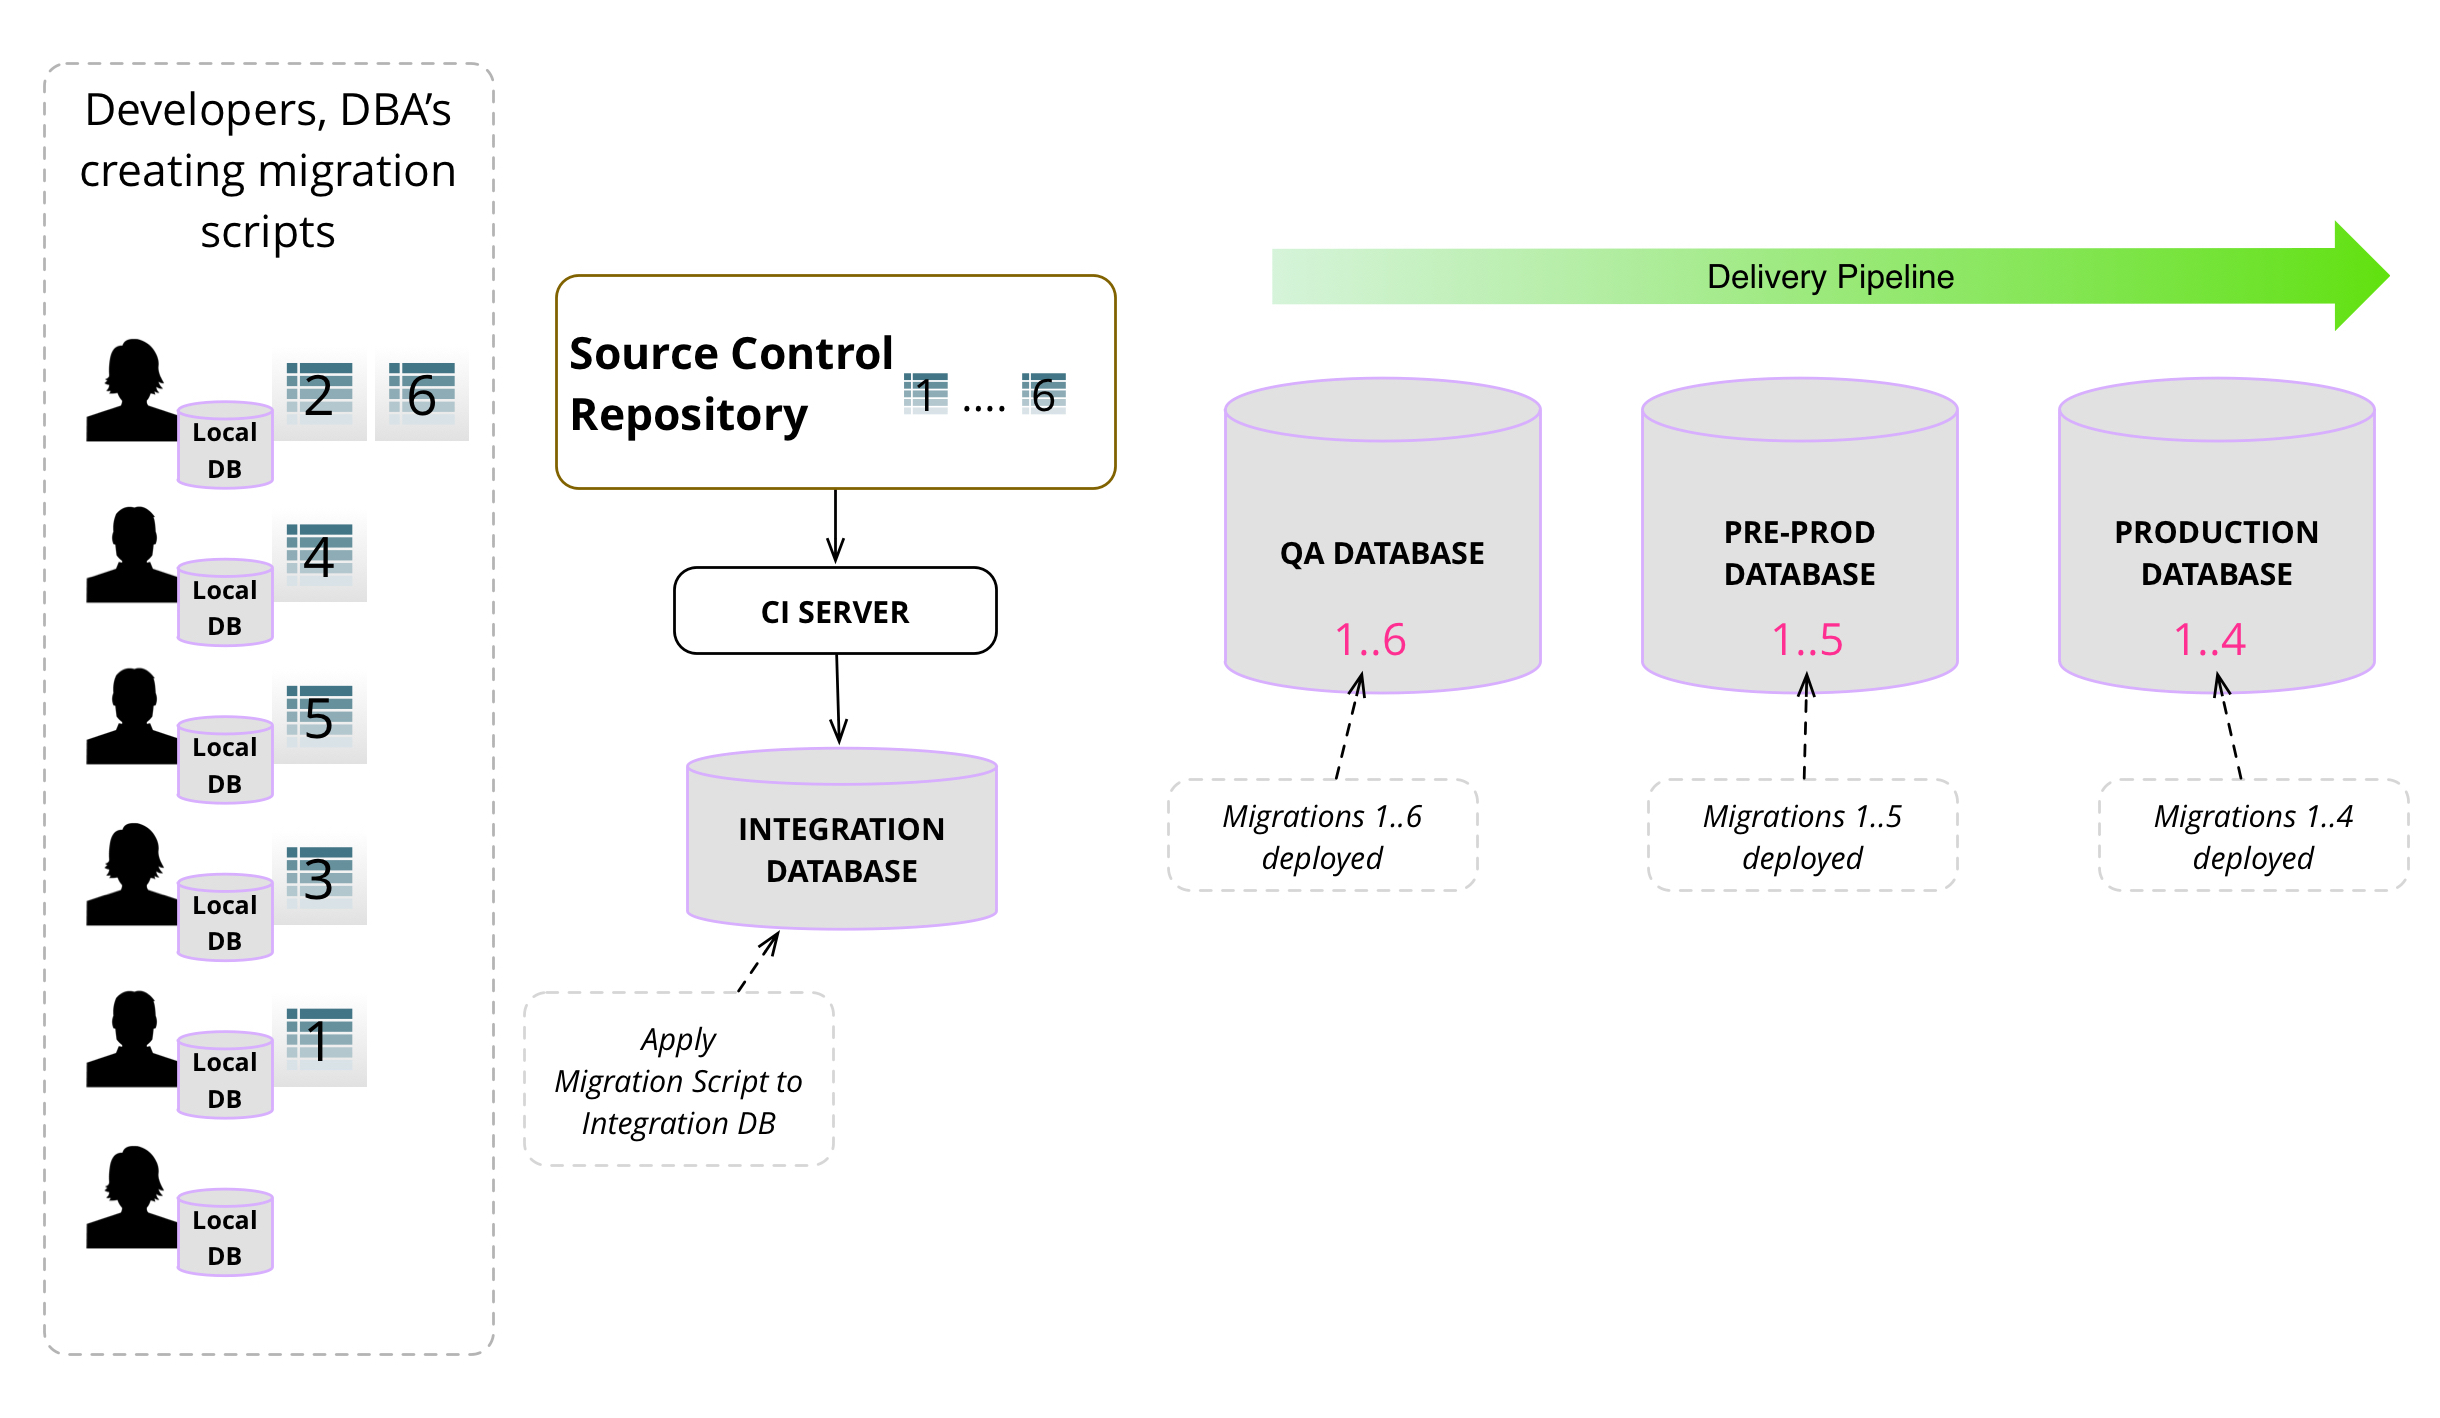 Developers, DBA’s
creating migration
scripts
2
6
Local
DB
4
Local
DB
5
Local
DB
3
Local
DB
1
Local
DB
Local
DB
Source Control
Repository
1 .... 6
CI SERVER
INTEGRATION
DATABASE
Apply
Migration Script to
Integration DB
Delivery Pipeline
QA DATABASE
1..6
Migrations 1..6
deployed
PRE-PROD
DATABASE
1..5
Migrations 1..5
deployed
PRODUCTION
DATABASE
1..4
Migrations 1..4
deployed